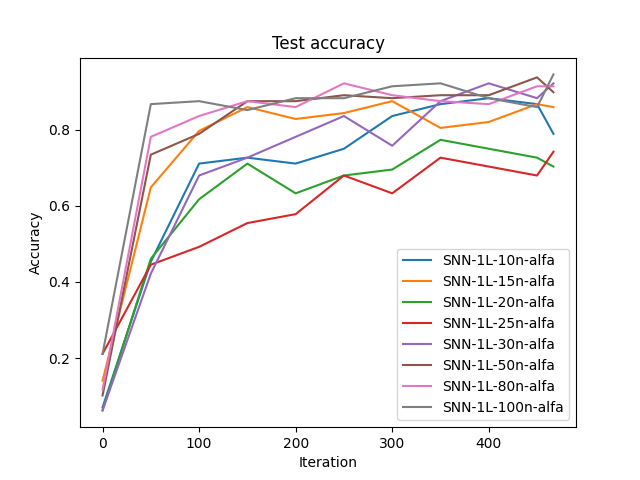 Test accuracy
Accuracy
0.8
0.6
0.4
0.2
0
100
200
300
400
Iteration
SNN-1L-10n-alfa
SNN-1L-15n-alfa
SNN-1L-20n-alfa
SNN-1L-25n-alfa
SNN-1L-30n-alfa
SNN-1L-50n-alfa
SNN-1L-80n-alfa
SNN-1L-100n-alfa